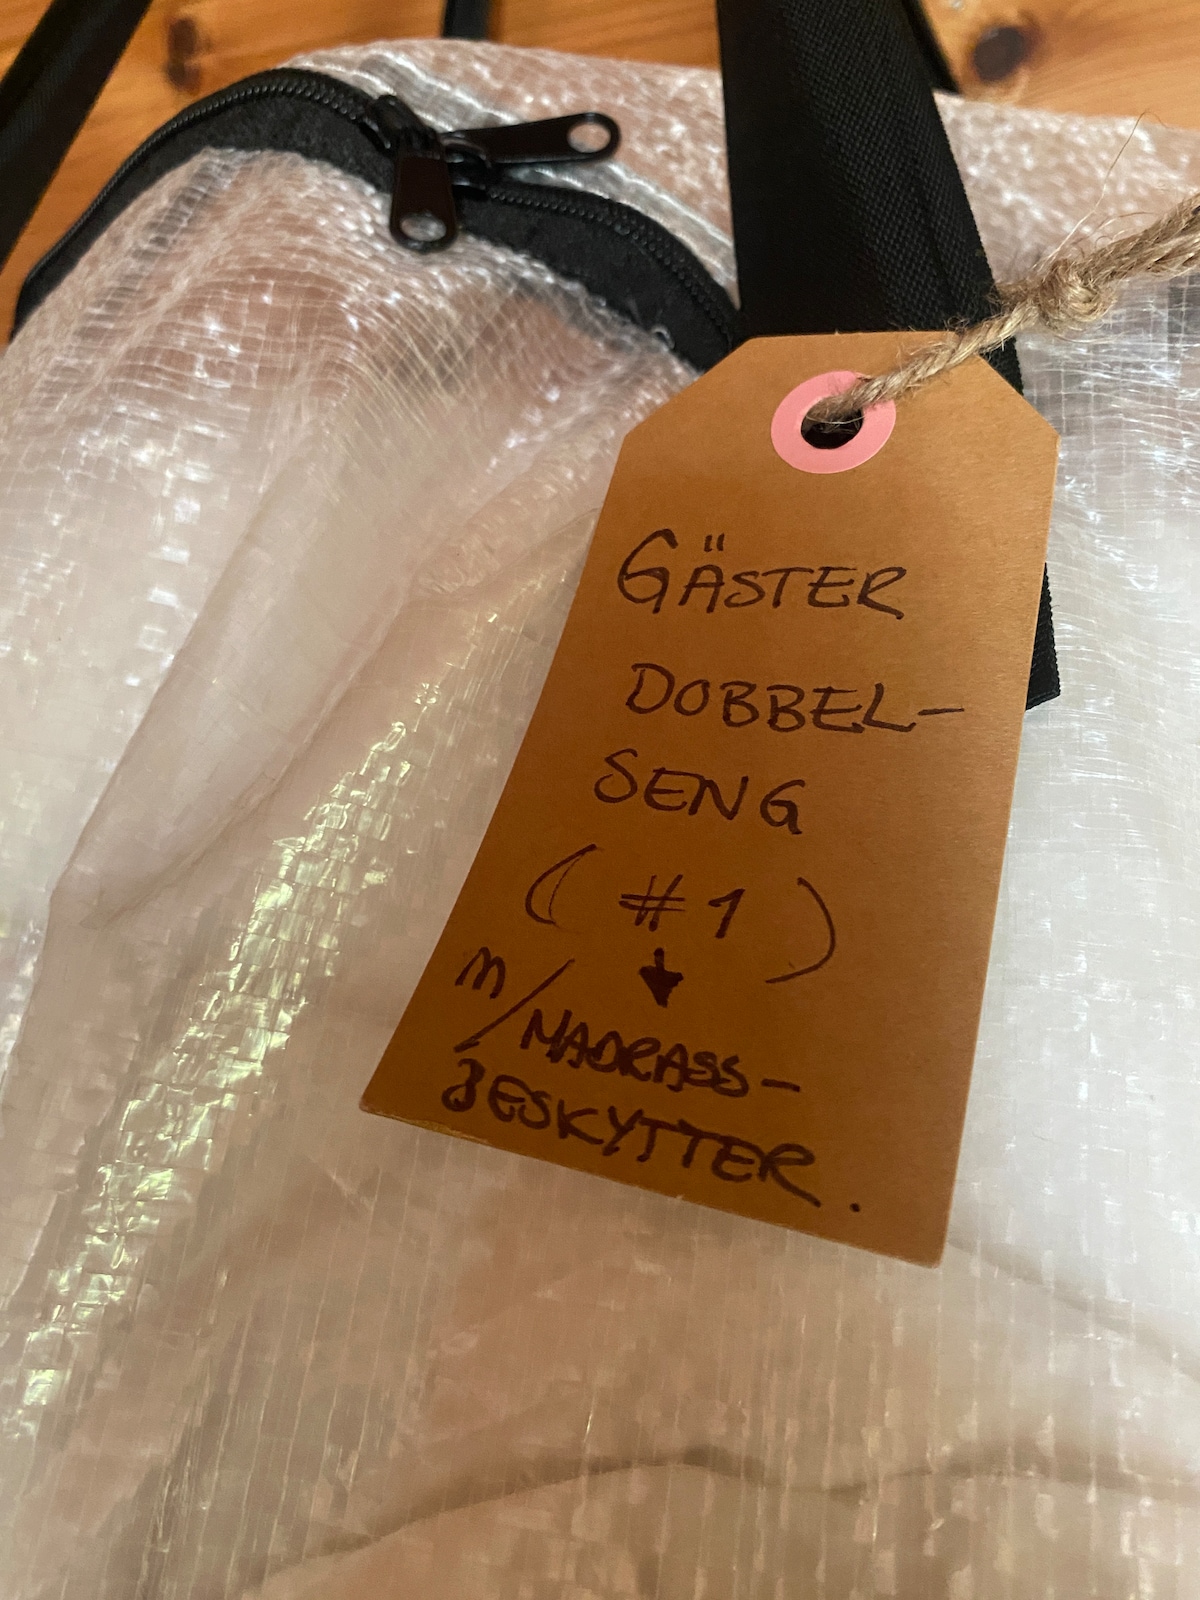 GÄSTER
DOBBEL-
SENG
( #1 )
m/MADRASS-
BESKYTTER.